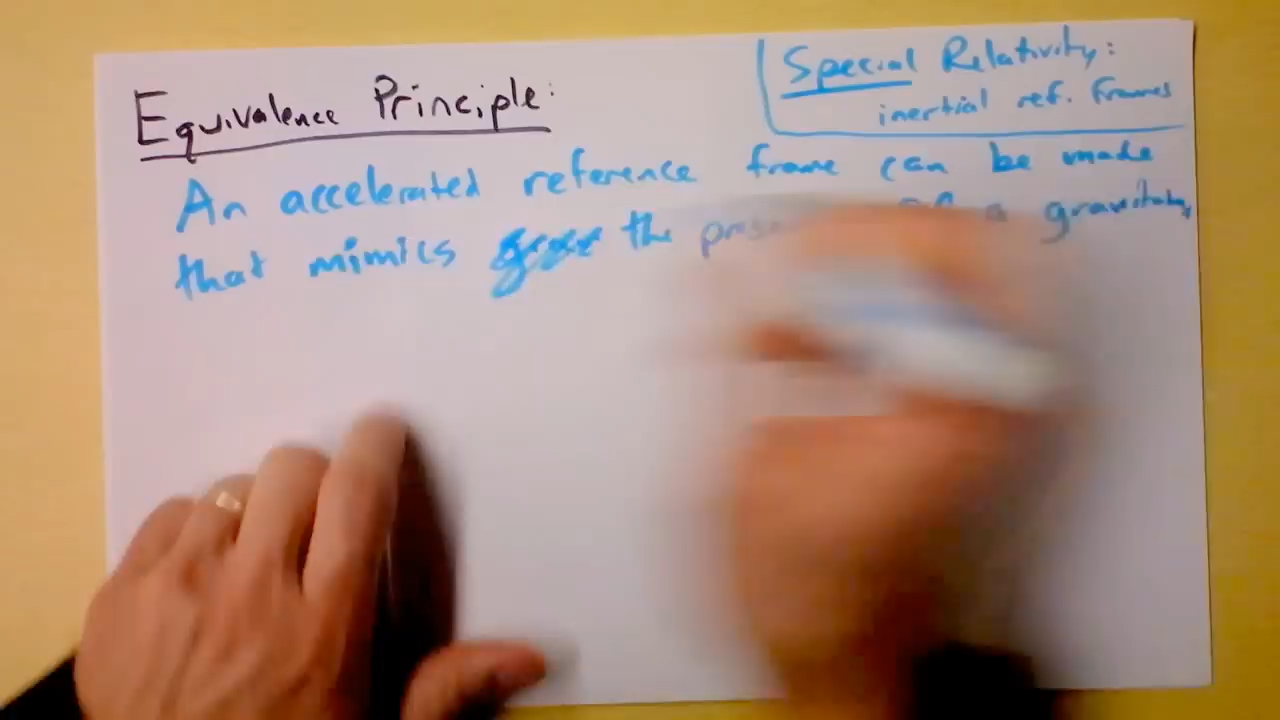 Equivalence Principle:
Special Relativity:
inertial ref. frames
An accelerated reference frame can be made
that mimics the a